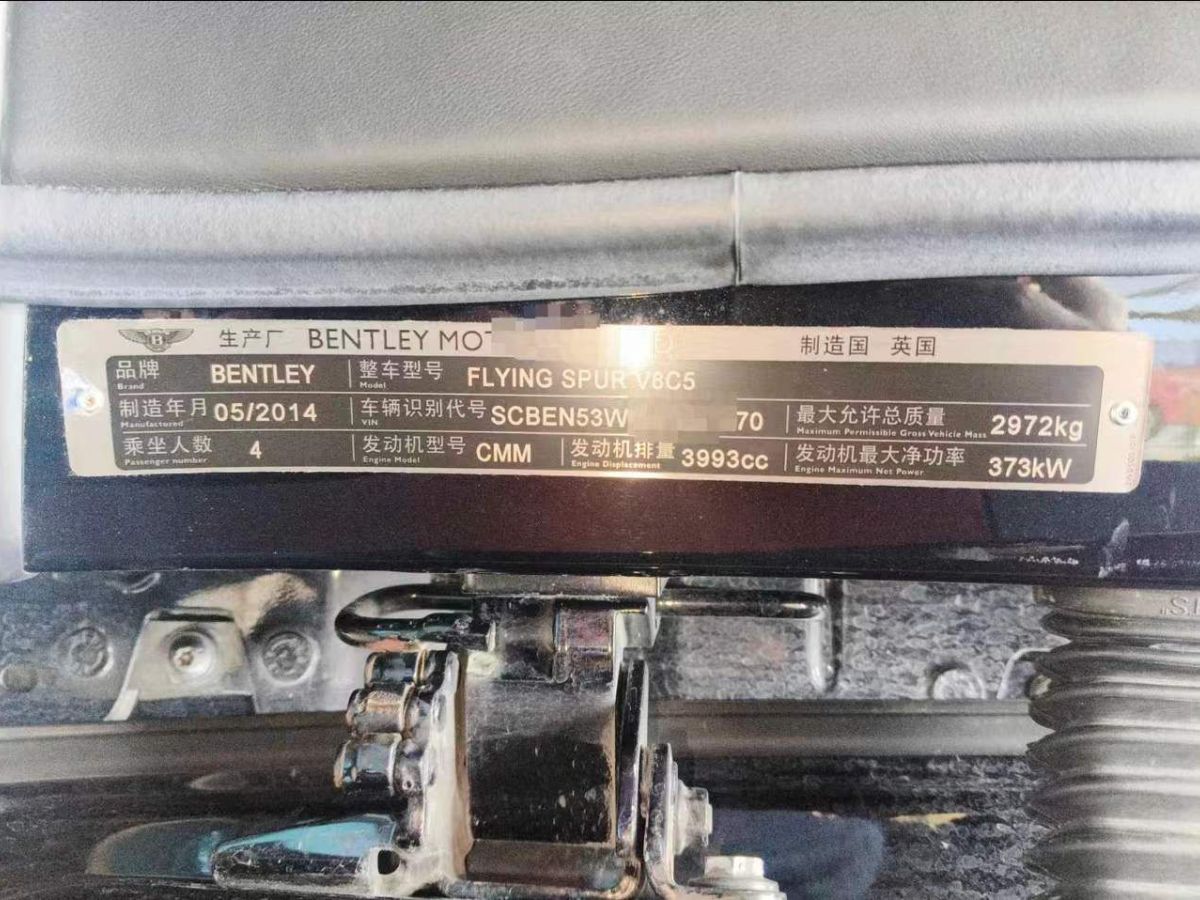 生产厂 BENTLEY MOT 制造国 英国
品牌 Brand BENTLEY 整车型号 Model FLYING SPUR V8C5
制造年月 Manufactured 05/2014 车辆识别代号 VIN SCBEN53W 70 最大允许总质量 Maximum Permissible Gross Vehicle Mass 2972kg
乘坐人数 Passenger number 4 发动机型号 Engine Model CMM 发动机排量 Engine Displacement 3993cc 发动机最大净功率 Engine Maximum Net Power 373kW